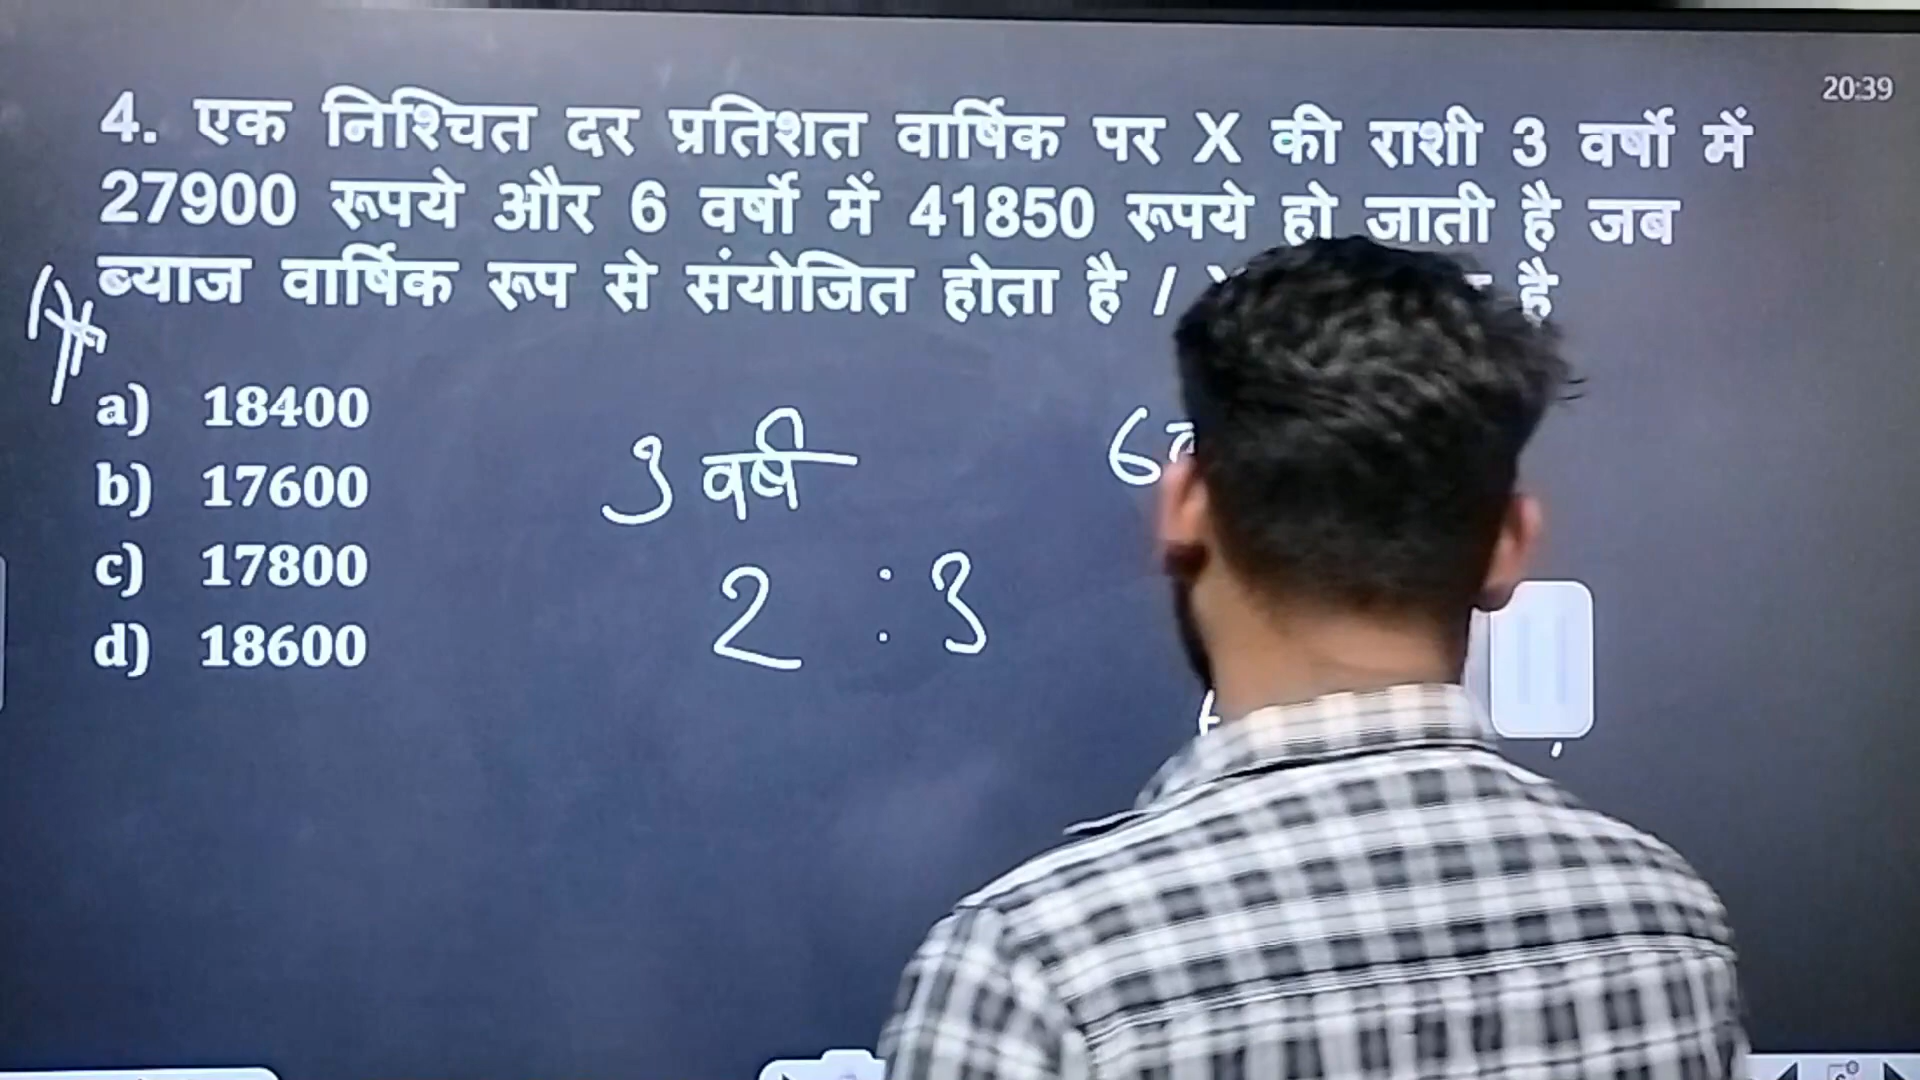 20:39
4. एक निश्चित दर प्रतिशत वार्षिक पर X की राशी 3 वर्षो में
27900 रूपये और 6 वर्षो में 41850 रूपये हो जाती है जब
ब्याज वार्षिक रूप से संयोजित होता है / है
a) 18400
b) 17600
c) 17800
d) 18600
3 वर्ष 6
2 : 3